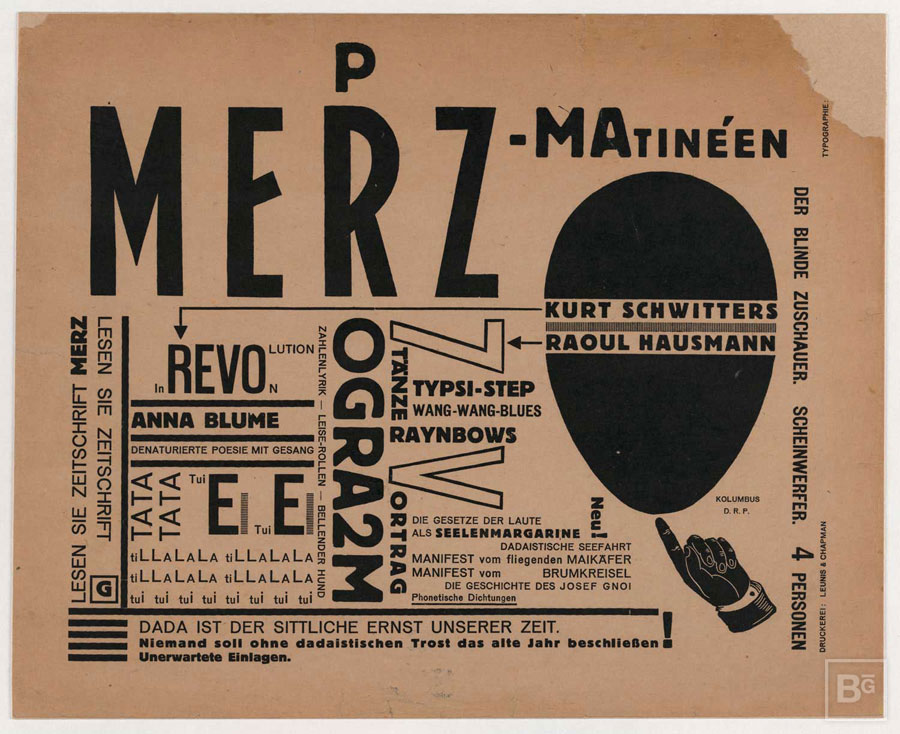 P
MERZ
-MATINÉEN
TYPOGRAPHIE:
KURT SCHWITTERS
RAOUL HAUSMANN
DER BLINDE ZUSCHAUER. SCHEINWERFER. 4 PERSONEN
DRUCKEREI: LEUNIS & CHAPMAN
KOLUMBUS
D. R. P.
LESEN SIE ZEITSCHRIFT MERZ
LESEN SIE ZEITSCHRIFT G
In REVOLUTION
ANNA BLUME
DENATURIERTE POESIE MIT GESANG
TATA
TATA
Tui EI Tui EI
tiLLALALA tiLLALALA
tiLLALALA tiLLALALA
tui tui tui tui tui tui tui tui
ZAHLENLYRIK — LEISE-ROLLEN — BELLENDER HUND
PROGRA2M
TÄNZE
TYPSI-STEP
WANG-WANG-BLUES
RAYNBOWS
VORTRAG
DIE GESETZE DER LAUTE
ALS SEELENMARGARINE
Neu!
DADAISTISCHE SEEFAHRT
MANIFEST vom fliegenden MAIKÄFER
MANIFEST vom BRUMKREISEL
DIE GESCHICHTE DES JOSEF GNOI
Phonetische Dichtungen
DADA IST DER SITTLICHE ERNST UNSERER ZEIT.
Niemand soll ohne dadaistischen Trost das alte Jahr beschließen!
Unerwartete Einlagen.
BG